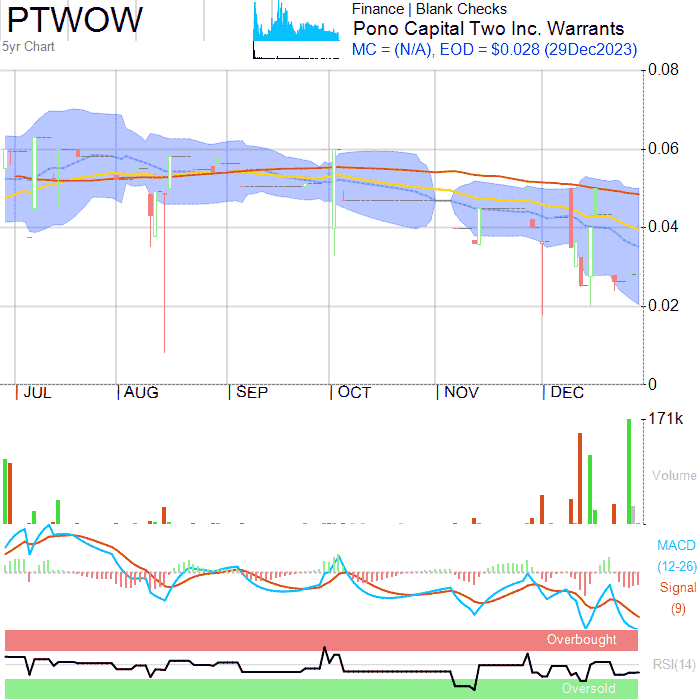 PTWOW
5yr Chart
Finance | Blank Checks
Pono Capital Two Inc. Warrants
MC = (N/A), EOD = $0.028 (29Dec2023)
0.08
0.06
0.04
0.02
0
JUL AUG SEP OCT NOV DEC
171k
Volume
MACD
(12-26)
Signal
(9)
Overbought
RSI(14)
Oversold